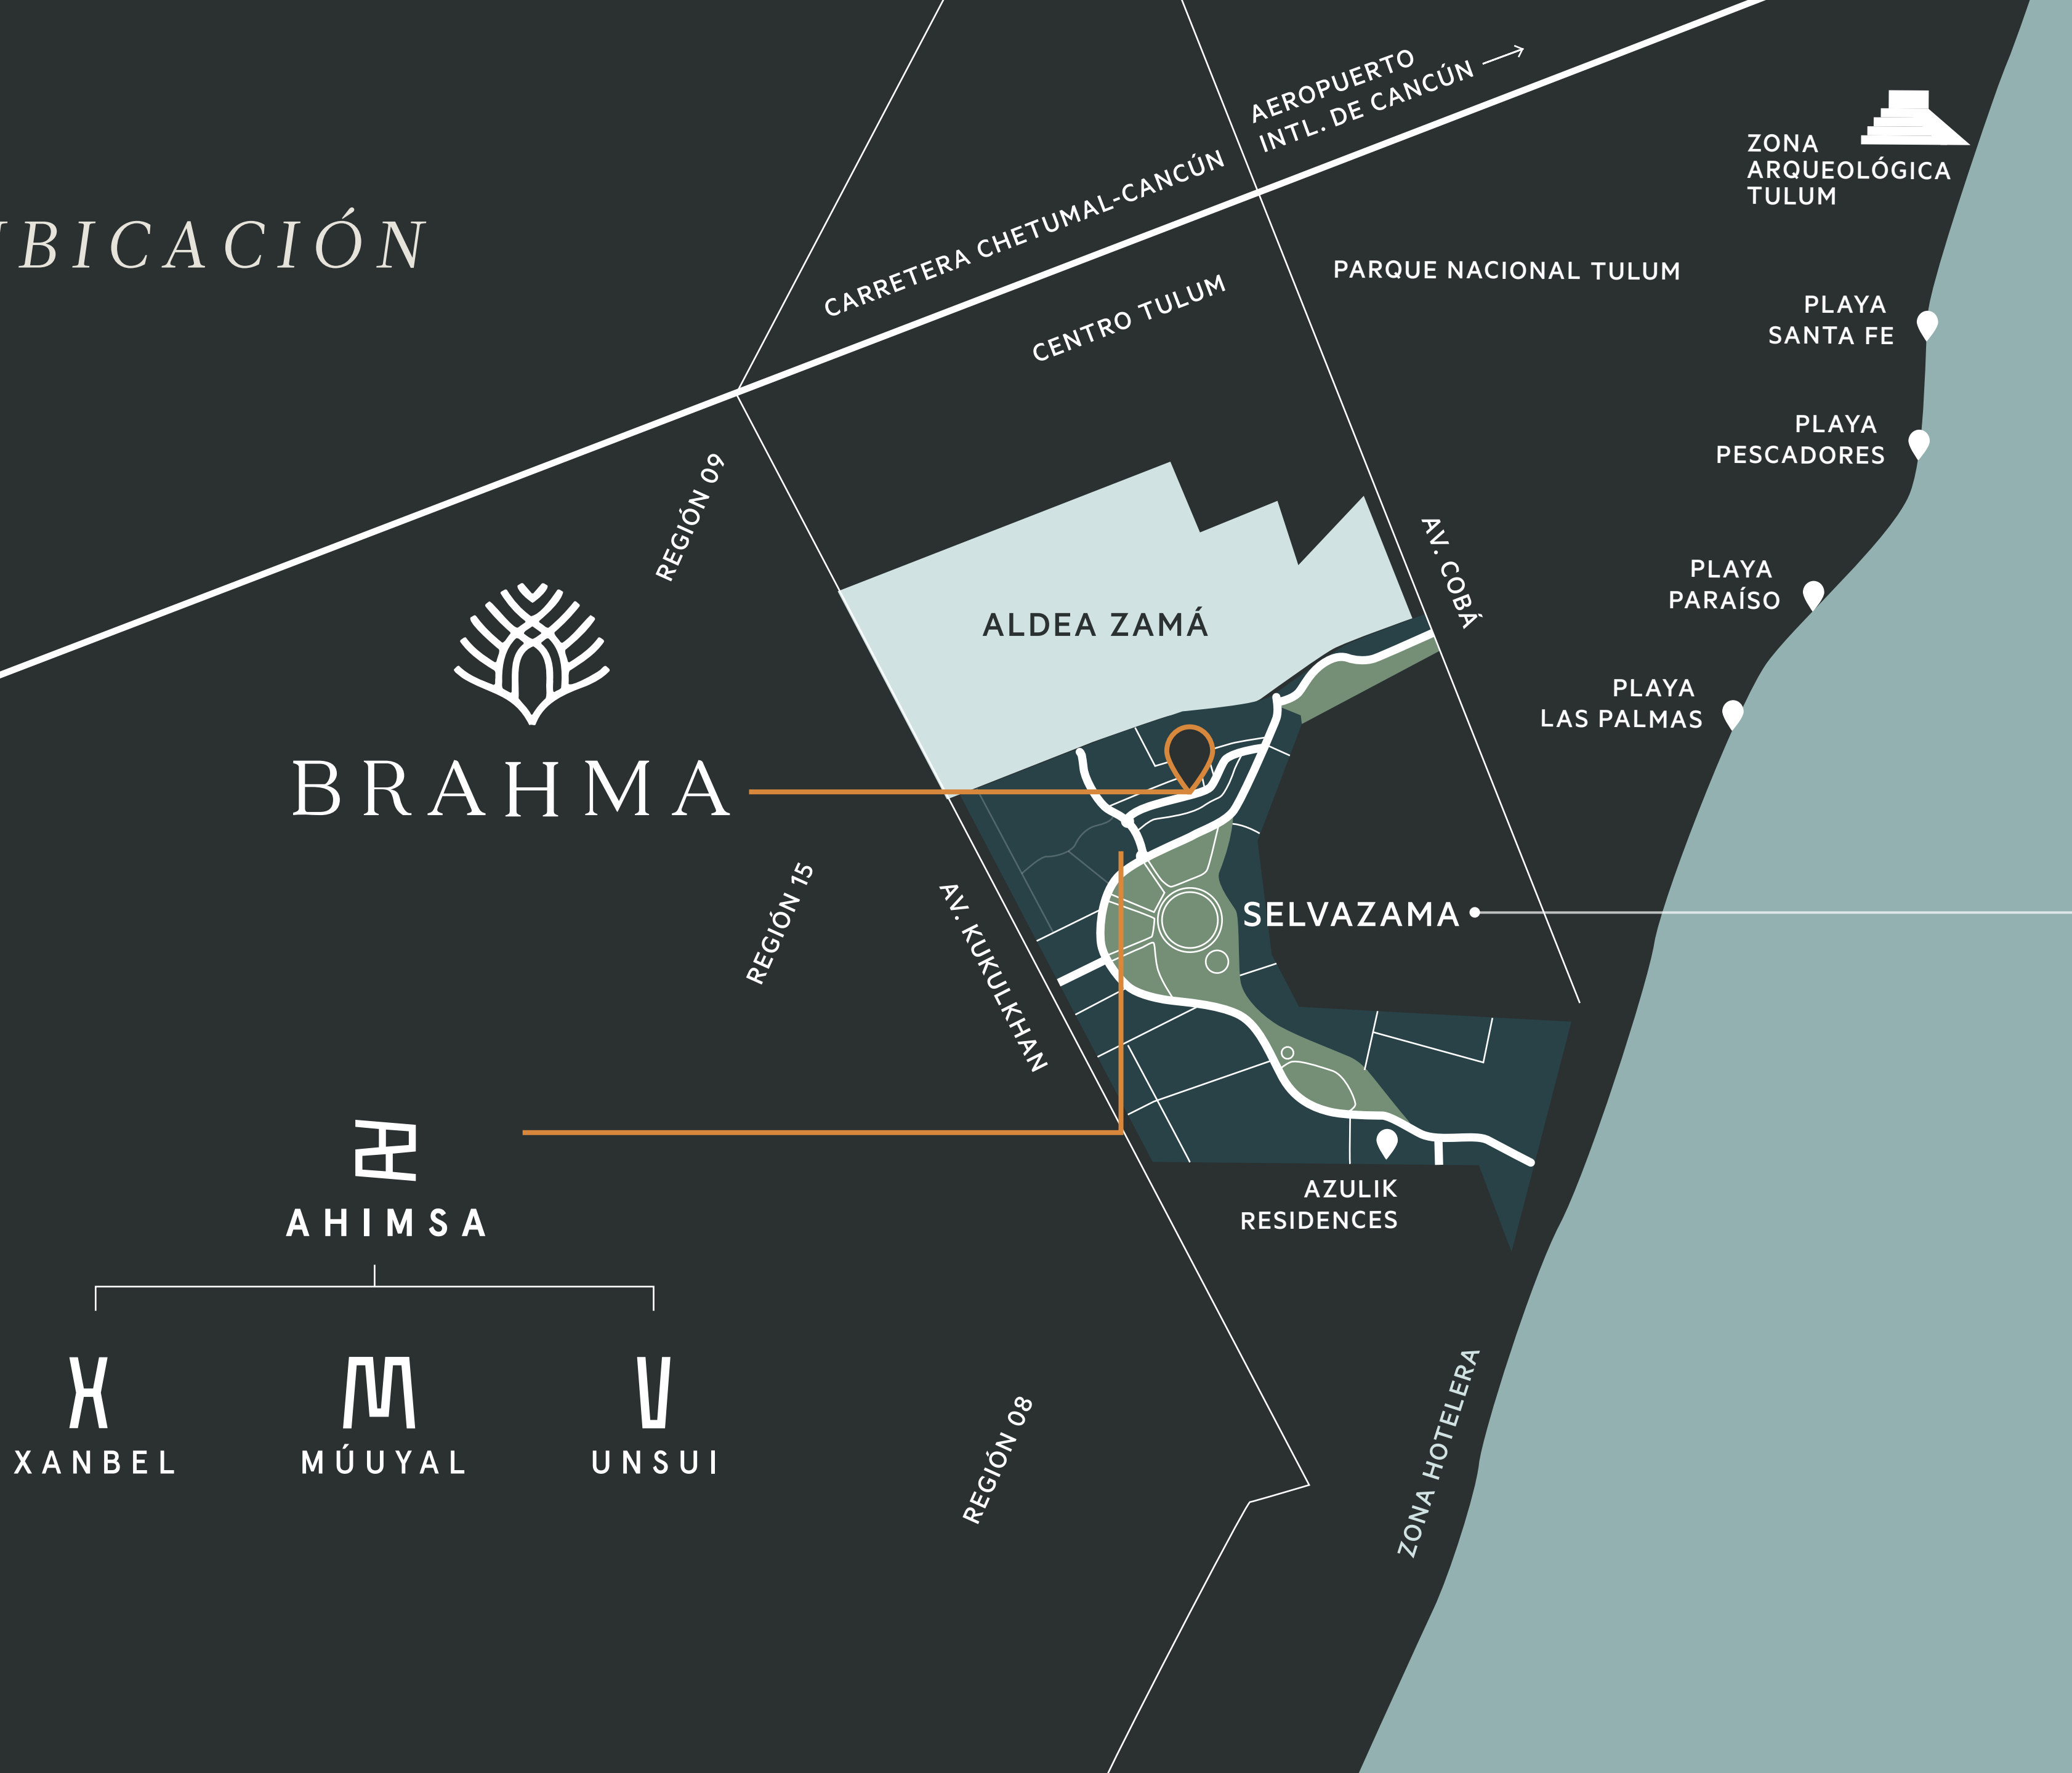 AEROPUERTO
INTL. DE CANCÚN
CARRETERA CHETUMAL-CANCÚN
ZONA
ARQUEOLÓGICA
TULUM
BICACIÓN
PARQUE NACIONAL TULUM
CENTRO TULUM
PLAYA
SANTA FE
PLAYA
PESCADORES
REGIÓN 09
AV. COBÁ
PLAYA
PARAÍSO
ALDEA ZAMÁ
PLAYA
LAS PALMAS
BRAHMA
REGIÓN 15
AV. KUKULKHAN
SELVAZAMA
AHIMSA
AZULIK
RESIDENCES
XANBEL
MÚUYAL
UNSUI
REGIÓN 08
ZONA HOTELERA